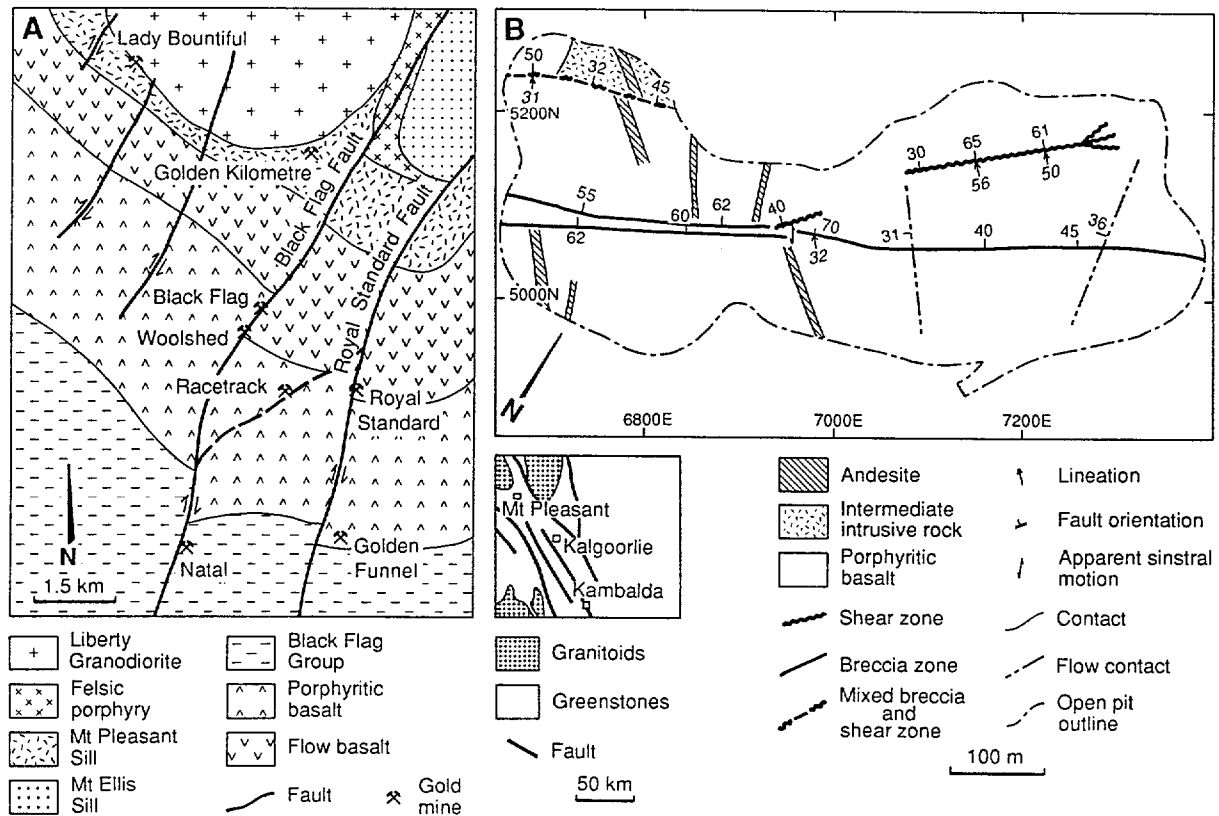 A
Lady Bountiful
Golden Kilometre
Black Flag Fault
Royal Standard Fault
Black Flag
Woolshed
Racetrack
Royal
Standard
N
1.5 km
Natal
Golden
Funnel
Liberty
Granodiorite
Felsic
porphyry
Mt Pleasant
Sill
Mt Ellis
Sill
Black Flag
Group
Porphyritic
basalt
Flow basalt
Fault
Gold
mine
B
50
31
32
45
5200N
55
60
62
40
70
62
32
30
65
56
61
50
31
40
45
36
5000N
N
6800E
7000E
7200E
Mt Pleasant
Kalgoorlie
Kambalda
Granitoids
Greenstones
Fault
50 km
Andesite
Intermediate
intrusive rock
Porphyritic
basalt
Shear zone
Breccia zone
Mixed breccia
and
shear zone
Lineation
Fault orientation
Apparent sinstral
motion
Contact
Flow contact
Open pit
outline
100 m